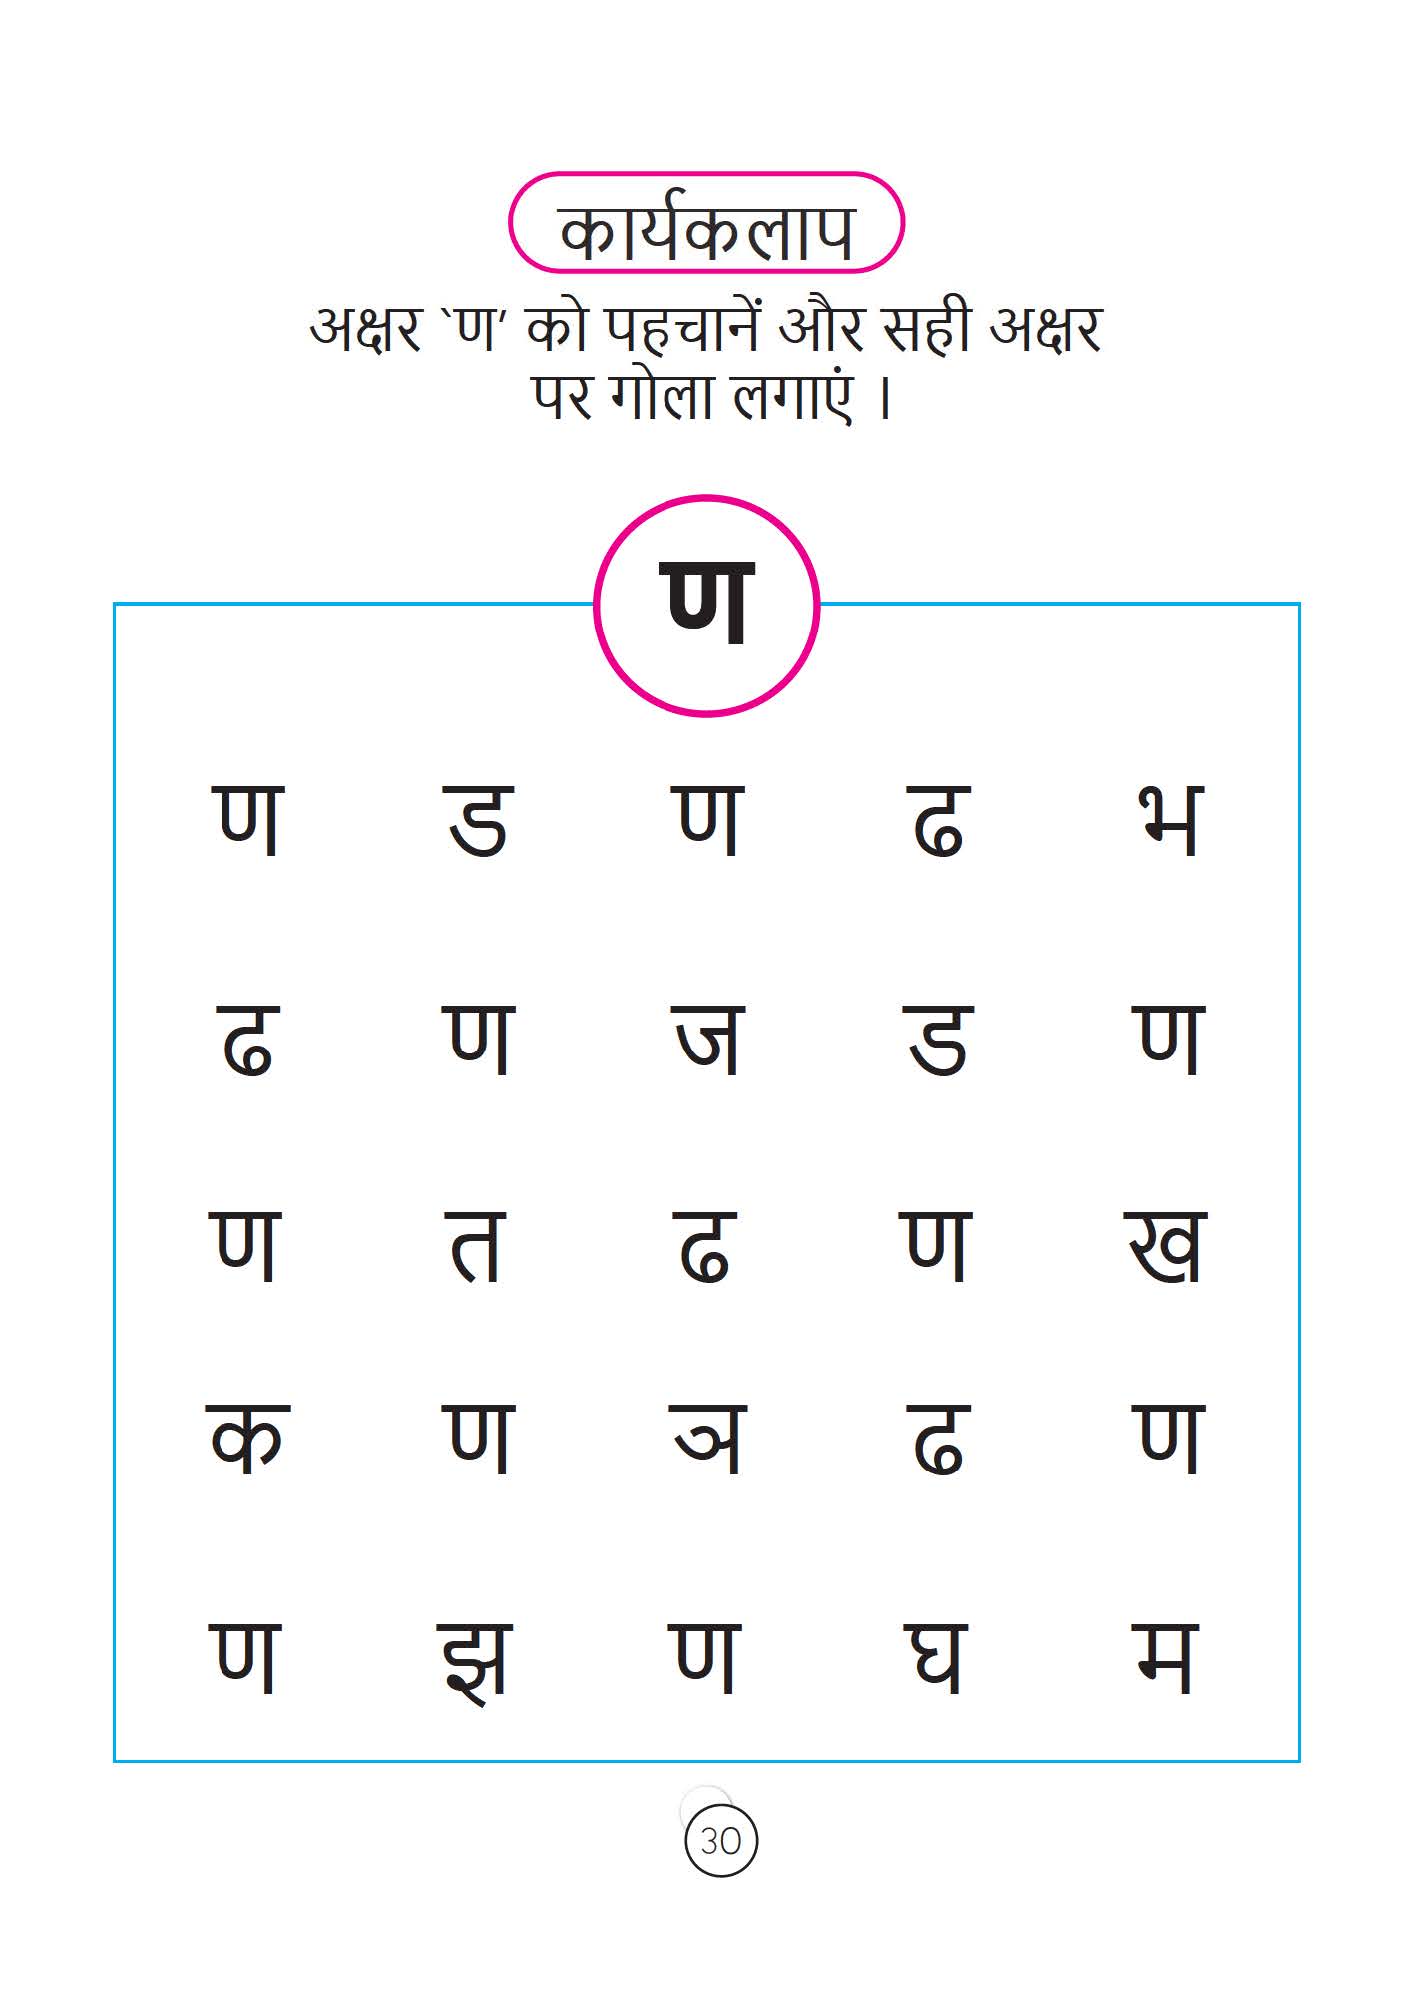 कार्यकलाप
अक्षर ‛ण’ को पहचानें और सही अक्षर
पर गोला लगाएं ।
ण
ण ड ण ढ भ
ढ ण ज ड ण
ण त ढ ण ख
क ण ञ ढ ण
ण झ ण घ म
30